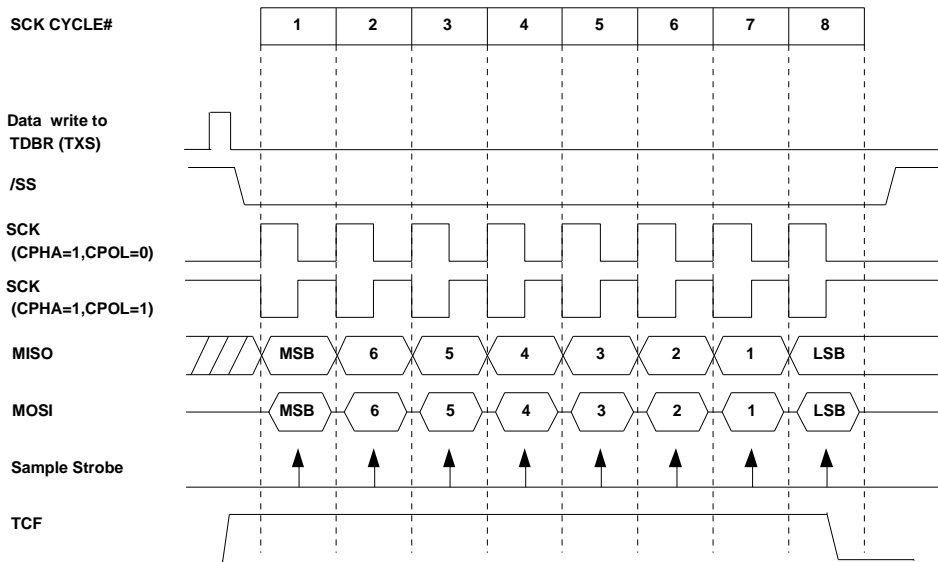 SCK CYCLE# 1 2 3 4 5 6 7 8
Data write to
TDBR (TXS)
/SS
SCK
(CPHA=1,CPOL=0)
SCK
(CPHA=1,CPOL=1)
MISO MSB 6 5 4 3 2 1 LSB
MOSI MSB 6 5 4 3 2 1 LSB
Sample Strobe
TCF